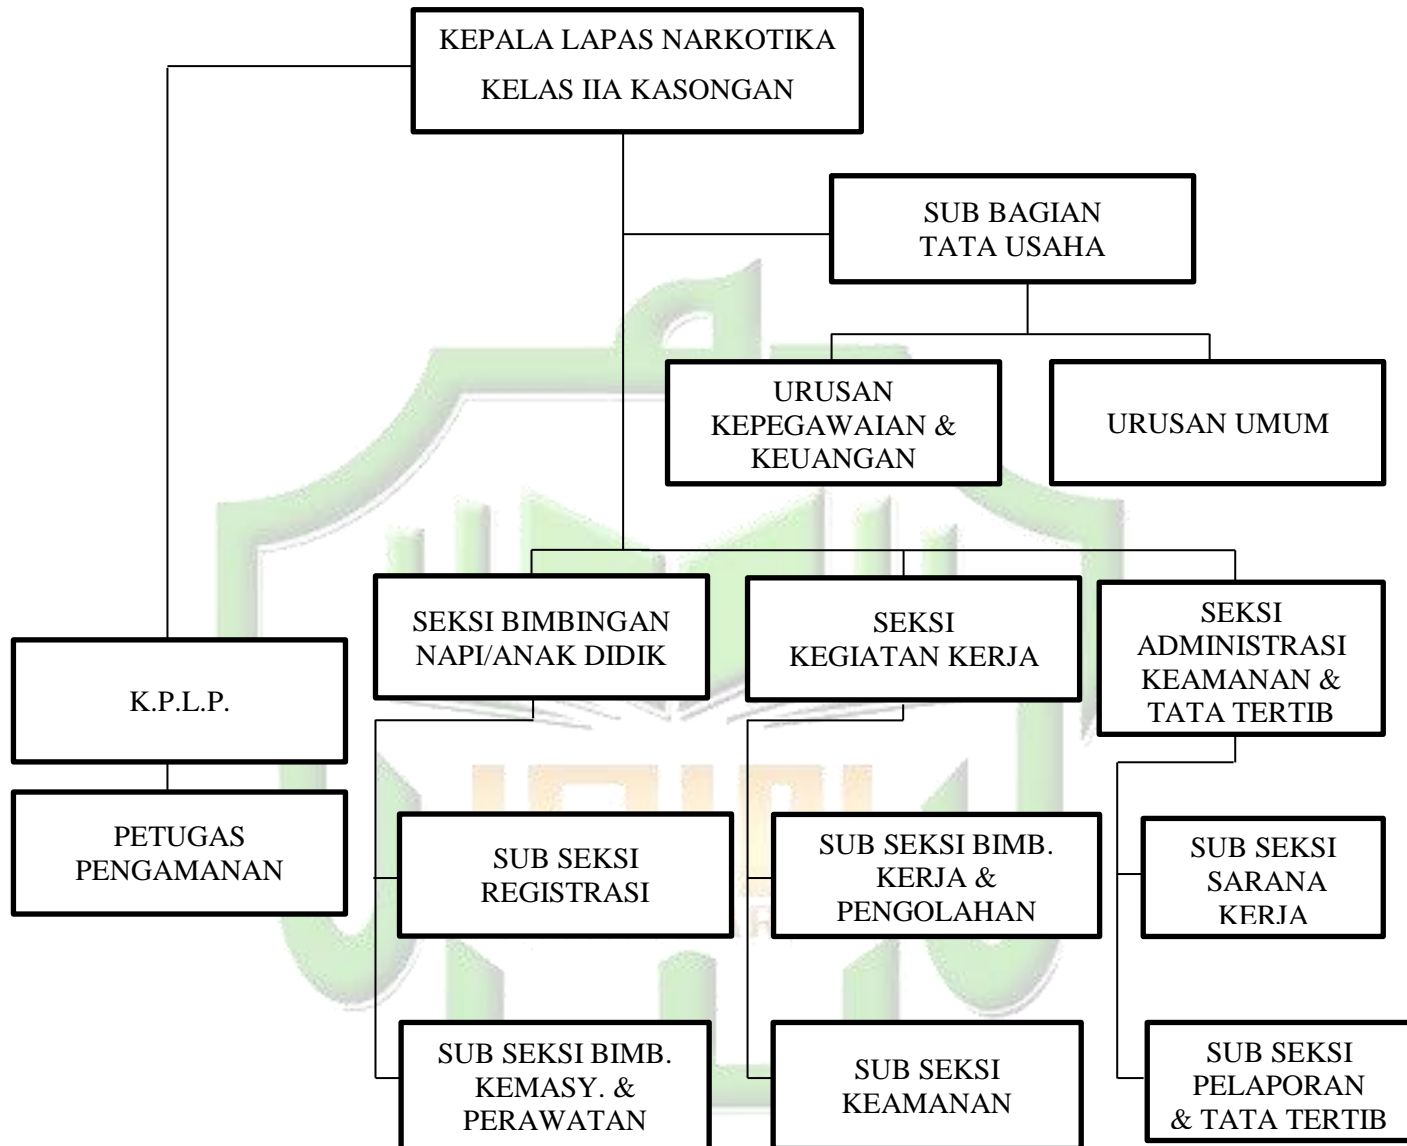 KEPALA LAPAS NARKOTIKA
KELAS IIA KASONGAN
SUB BAGIAN
TATA USAHA
URUSAN
KEPEGAWAIAN &
KEUANGAN
URUSAN UMUM
SEKSI BIMBINGAN
NAPI/ANAK DIDIK
SEKSI
KEGIATAN KERJA
SEKSI
ADMINISTRASI
KEAMANAN &
TATA TERTIB
K.P.L.P.
PETUGAS
PENGAMANAN
SUB SEKSI
REGISTRASI
SUB SEKSI BIMB.
KERJA &
PENGOLAHAN
SUB SEKSI
SARANA
KERJA
SUB SEKSI BIMB.
KEMASY. &
PERAWATAN
SUB SEKSI
KEAMANAN
SUB SEKSI
PELAPORAN
& TATA TERTIB